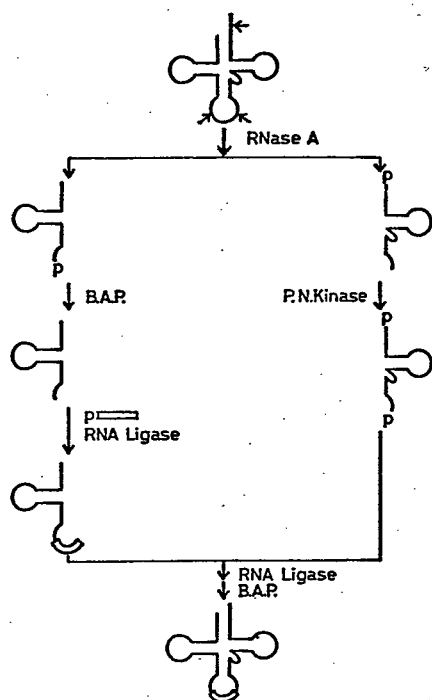 RNase A
p
p
B.A.P.
P.N.Kinase
p
p
p
RNA Ligase
RNA Ligase
B.A.P.